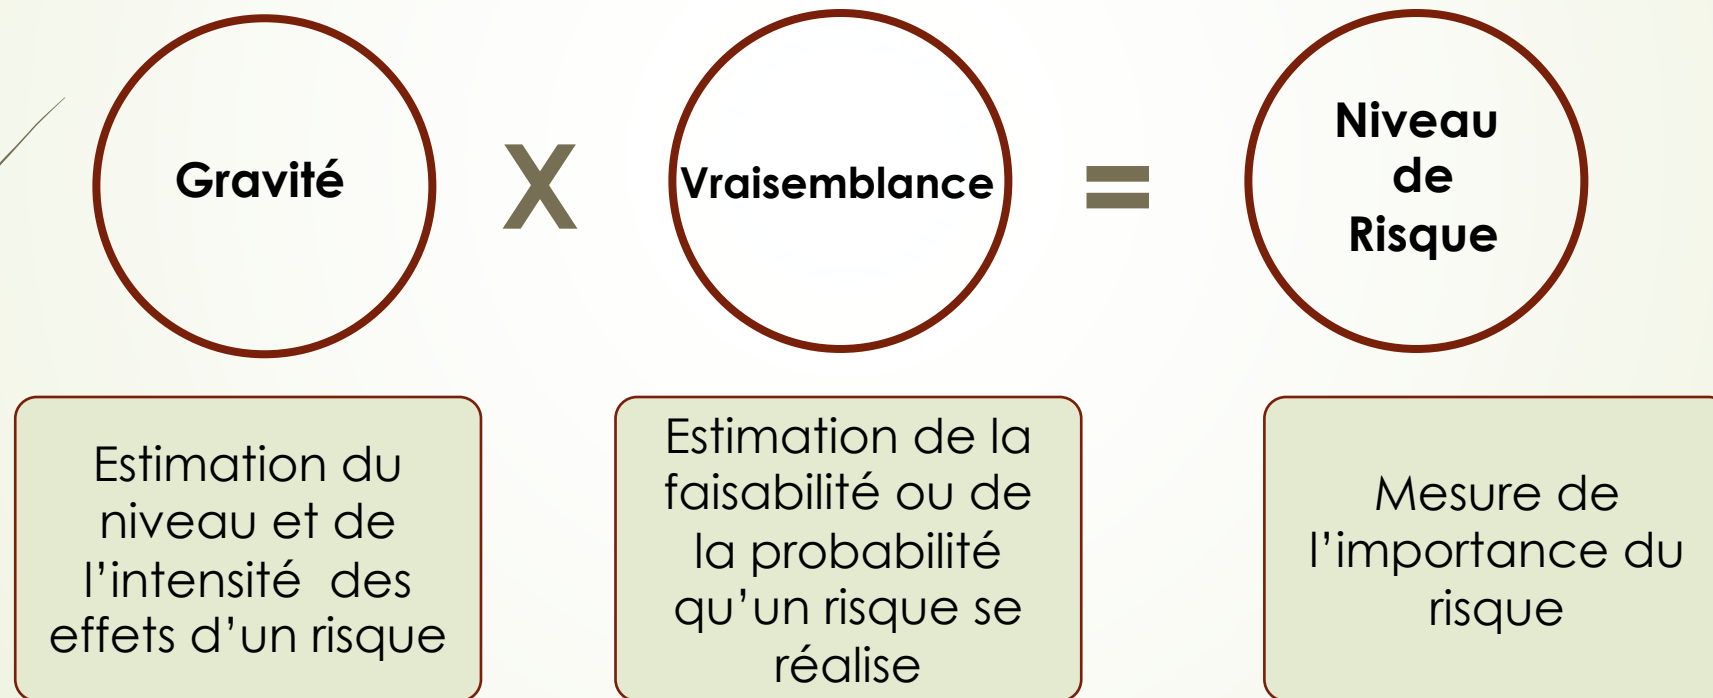 Gravité
X
Vraisemblance
=
Niveau
de
Risque
Estimation du
niveau et de
l’intensité des
effets d’un risque
Estimation de la
faisabilité ou de
la probabilité
qu’un risque se
réalise
Mesure de
l’importance du
risque